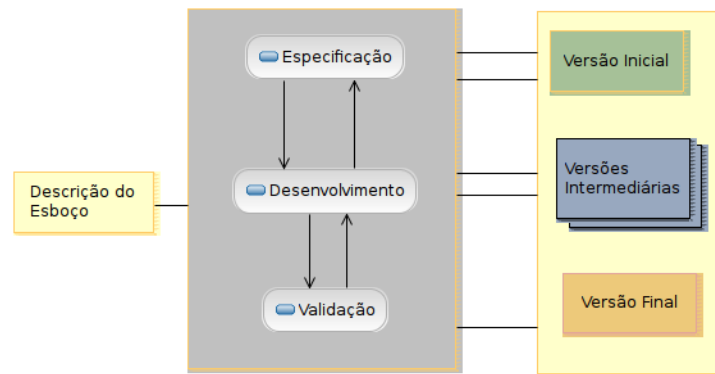 Descrição do
Esboço
Especificação
Desenvolvimento
Validação
Versão Inicial
Versões
Intermediárias
Versão Final